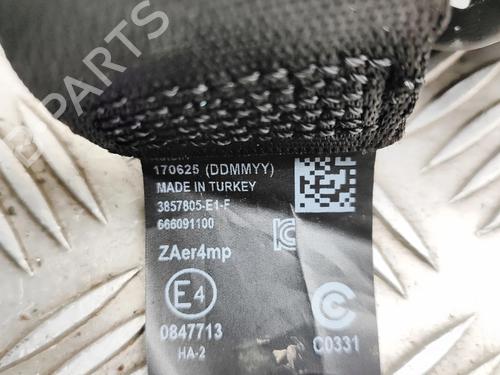 170625 (DDMMYY)
MADE IN TURKEY
3857805-E1-F
666091100
ZAer4mp
E4
0847713
HA-2
C0331
PARTS